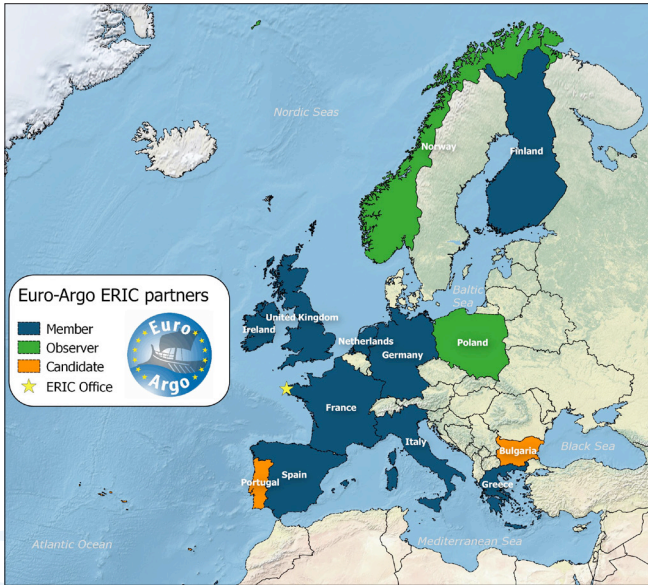 Nordic Seas
Norway
Finland
Baltic
Sea
Euro-Argo ERIC partners
Member
Observer
Candidate
ERIC Office
Euro
Argo
United Kingdom
Ireland
Netherlands
Germany
Poland
France
Italy
Bulgaria
Black Sea
Portugal
Spain
Greece
Atlantic Ocean
Mediterranean Sea